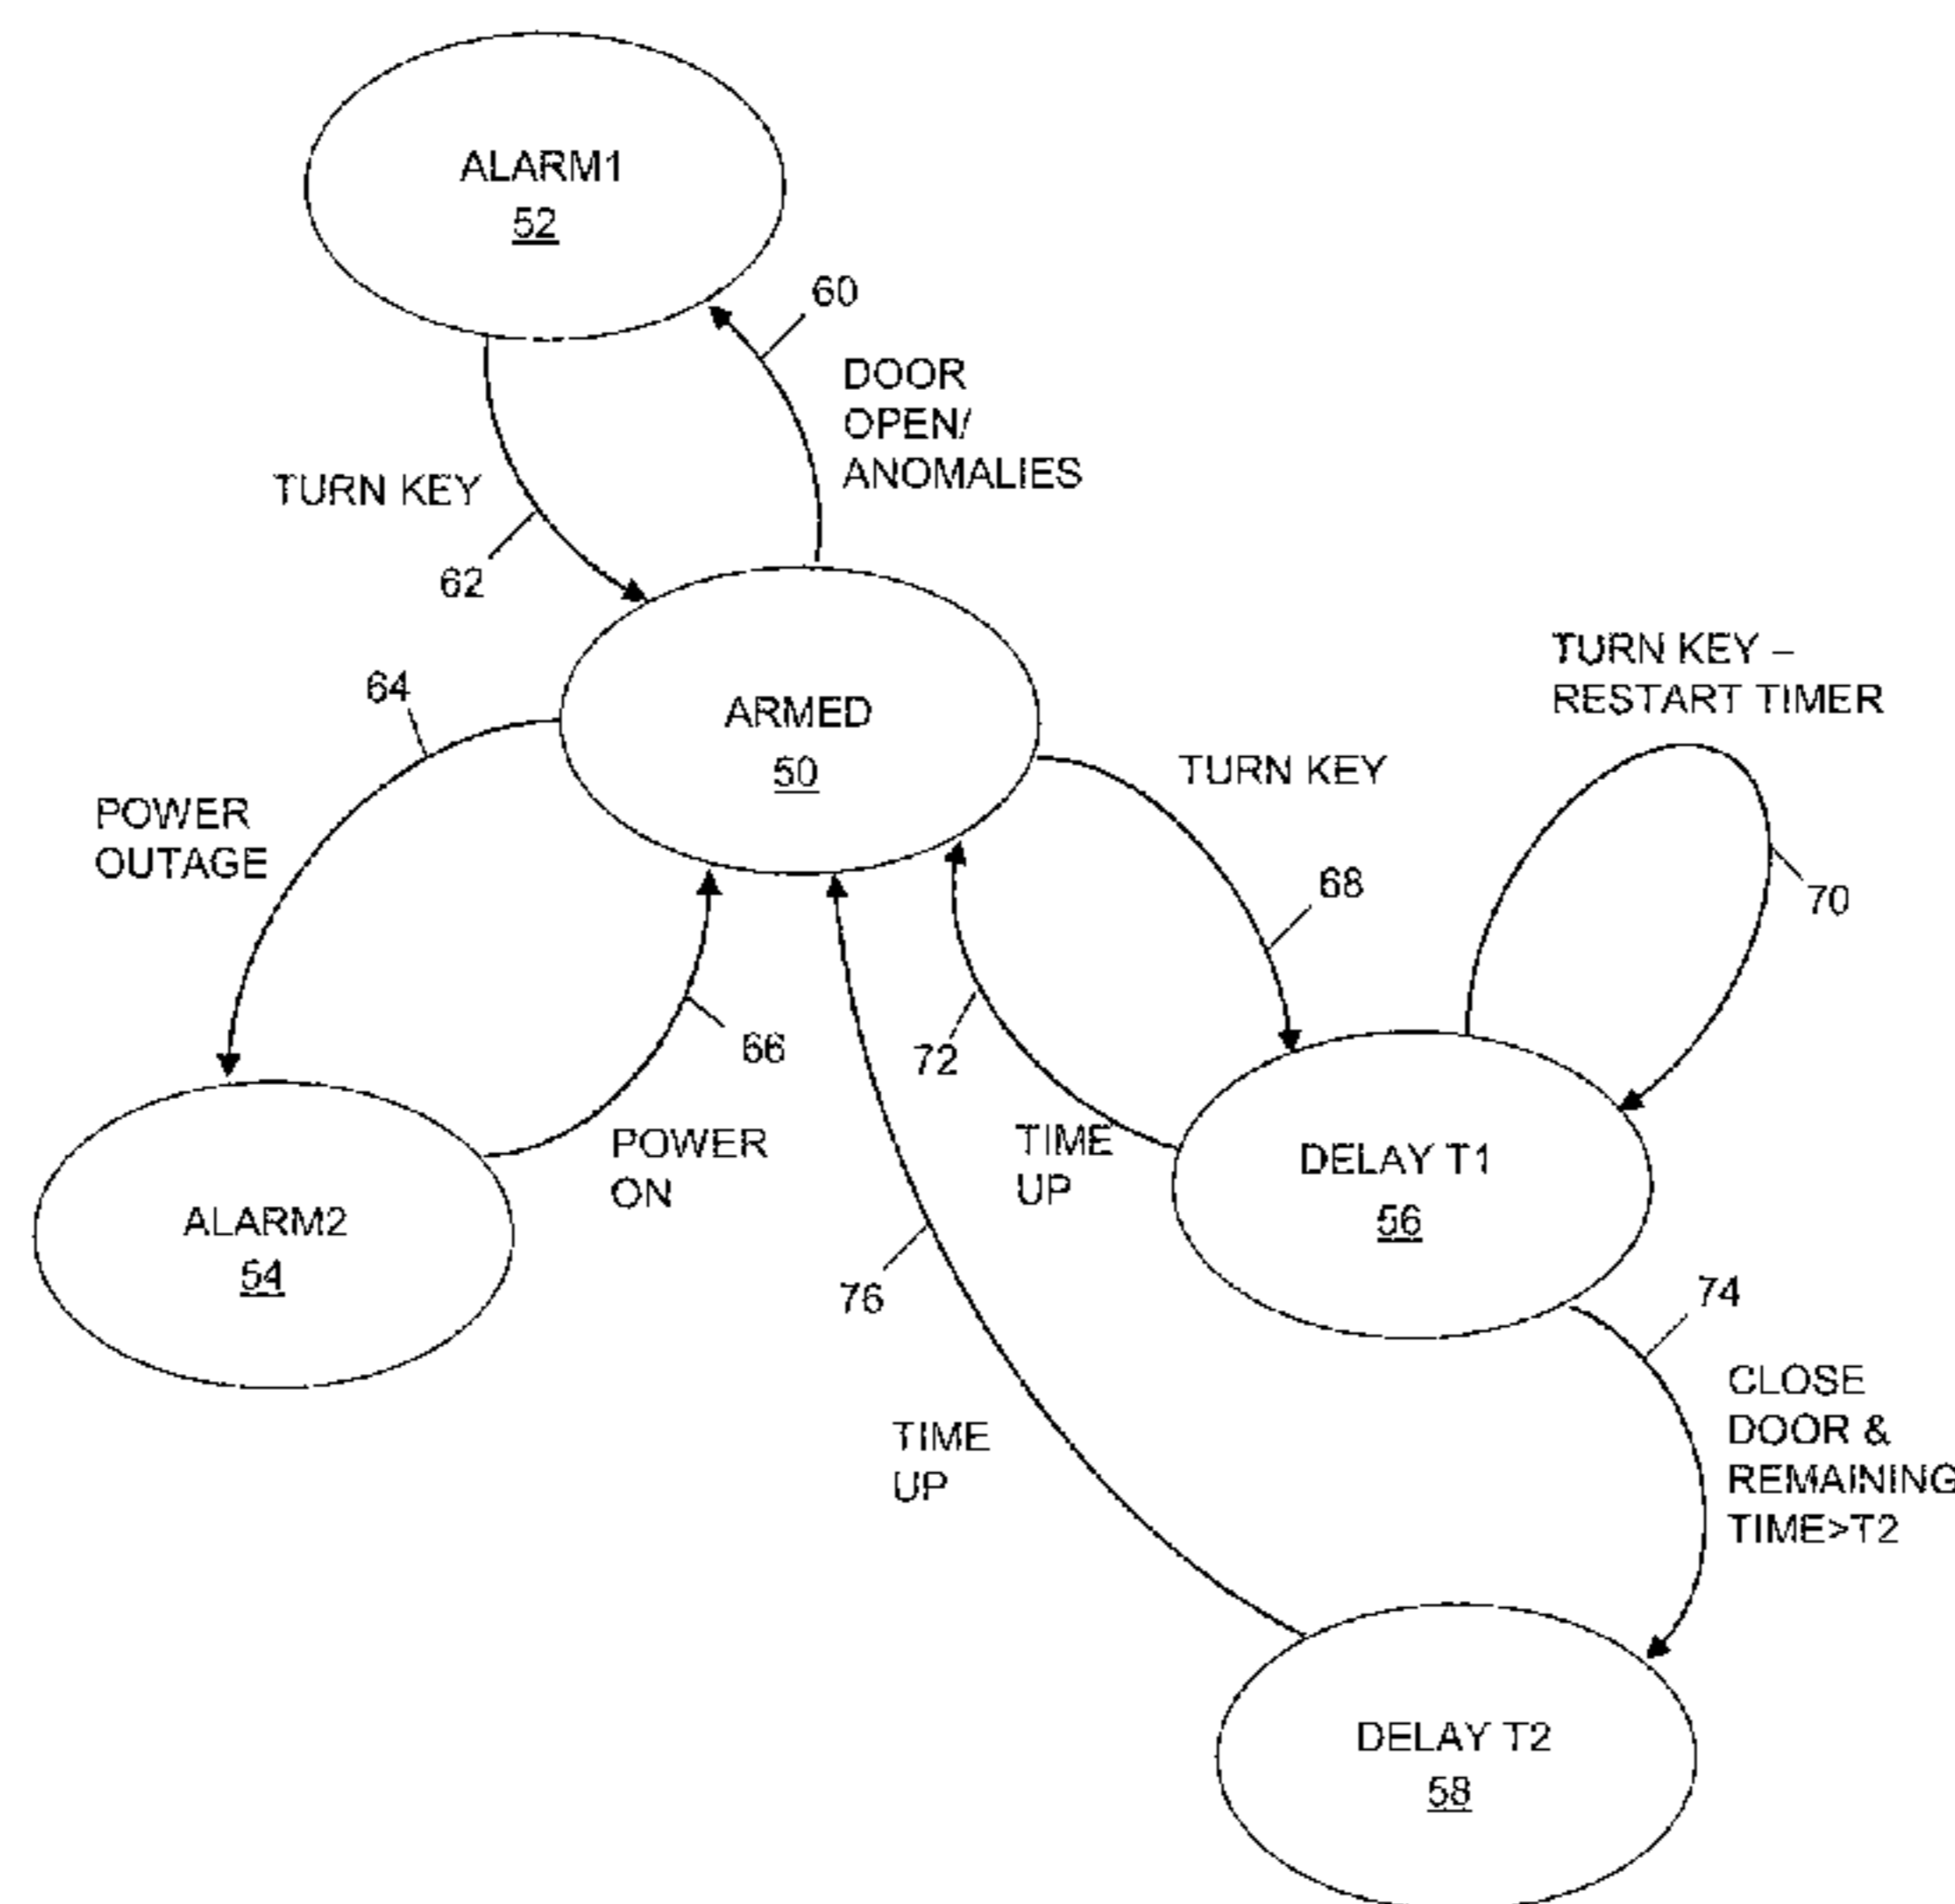 ALARM1
52
60
DOOR
OPEN/
ANOMALIES
TURN KEY
62
64
ARMED
50
TURN KEY –
RESTART TIMER
TURN KEY
POWER
OUTAGE
68
70
66
72
POWER
ON
TIME
UP
DELAY T1
56
ALARM2
54
76
74
CLOSE
DOOR &
REMAINING
TIME>T2
TIME
UP
DELAY T2
58